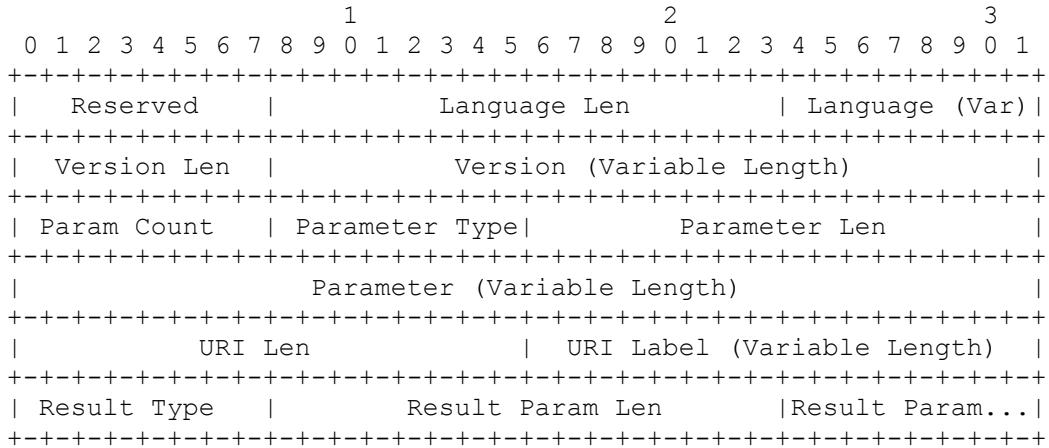 1                   2                   3
 0 1 2 3 4 5 6 7 8 9 0 1 2 3 4 5 6 7 8 9 0 1 2 3 4 5 6 7 8 9 0 1
+-+-+-+-+-+-+-+-+-+-+-+-+-+-+-+-+-+-+-+-+-+-+-+-+-+-+-+-+-+-+-+-+
|   Reserved    |          Language Len         | Language (Var)|
+-+-+-+-+-+-+-+-+-+-+-+-+-+-+-+-+-+-+-+-+-+-+-+-+-+-+-+-+-+-+-+-+
|  Version Len  |           Version (Variable Length)           |
+-+-+-+-+-+-+-+-+-+-+-+-+-+-+-+-+-+-+-+-+-+-+-+-+-+-+-+-+-+-+-+-+
| Param Count   | Parameter Type|         Parameter Len         |
+-+-+-+-+-+-+-+-+-+-+-+-+-+-+-+-+-+-+-+-+-+-+-+-+-+-+-+-+-+-+-+-+
|                  Parameter (Variable Length)                  |
+-+-+-+-+-+-+-+-+-+-+-+-+-+-+-+-+-+-+-+-+-+-+-+-+-+-+-+-+-+-+-+-+
|           URI Len             |  URI Label (Variable Length)  |
+-+-+-+-+-+-+-+-+-+-+-+-+-+-+-+-+-+-+-+-+-+-+-+-+-+-+-+-+-+-+-+-+
| Result Type   |        Result Param Len       |Result Param...|
+-+-+-+-+-+-+-+-+-+-+-+-+-+-+-+-+-+-+-+-+-+-+-+-+-+-+-+-+-+-+-+-+